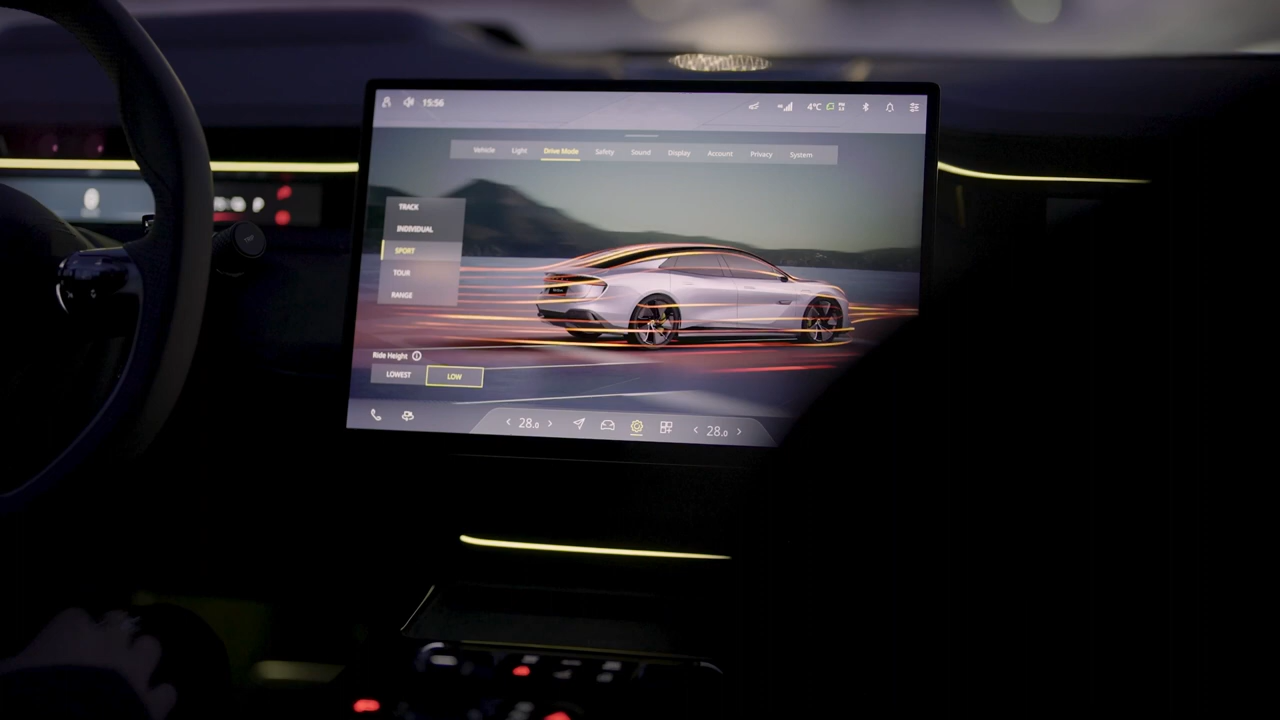 15:56
4°C
Vehicle Light Drive Mode Safety Sound Display Account Privacy System
TRACK
INDIVIDUAL
SPORT
TOUR
RANGE
Ride Height
LOWEST LOW
28.0 28.0
P